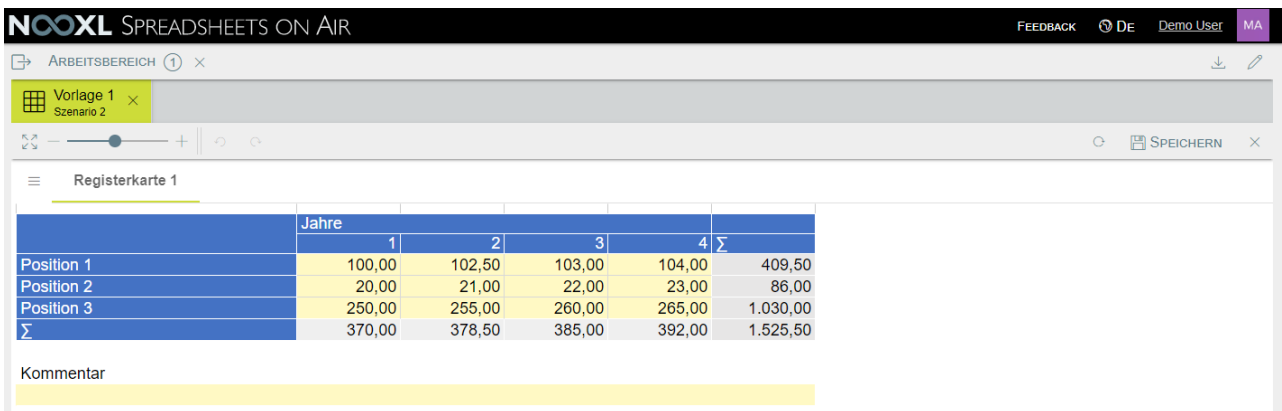 NOOXL SPREADSHEETS ON AIR FEEDBACK DE Demo User MA
ARBEITSBEREICH 1
Vorlage 1
Szenario 2
SPEICHERN
Registerkarte 1
Jahre
1 2 3 4 ∑
Position 1 100,00 102,50 103,00 104,00 409,50
Position 2 20,00 21,00 22,00 23,00 86,00
Position 3 250,00 255,00 260,00 265,00 1.030,00
∑ 370,00 378,50 385,00 392,00 1.525,50
Kommentar